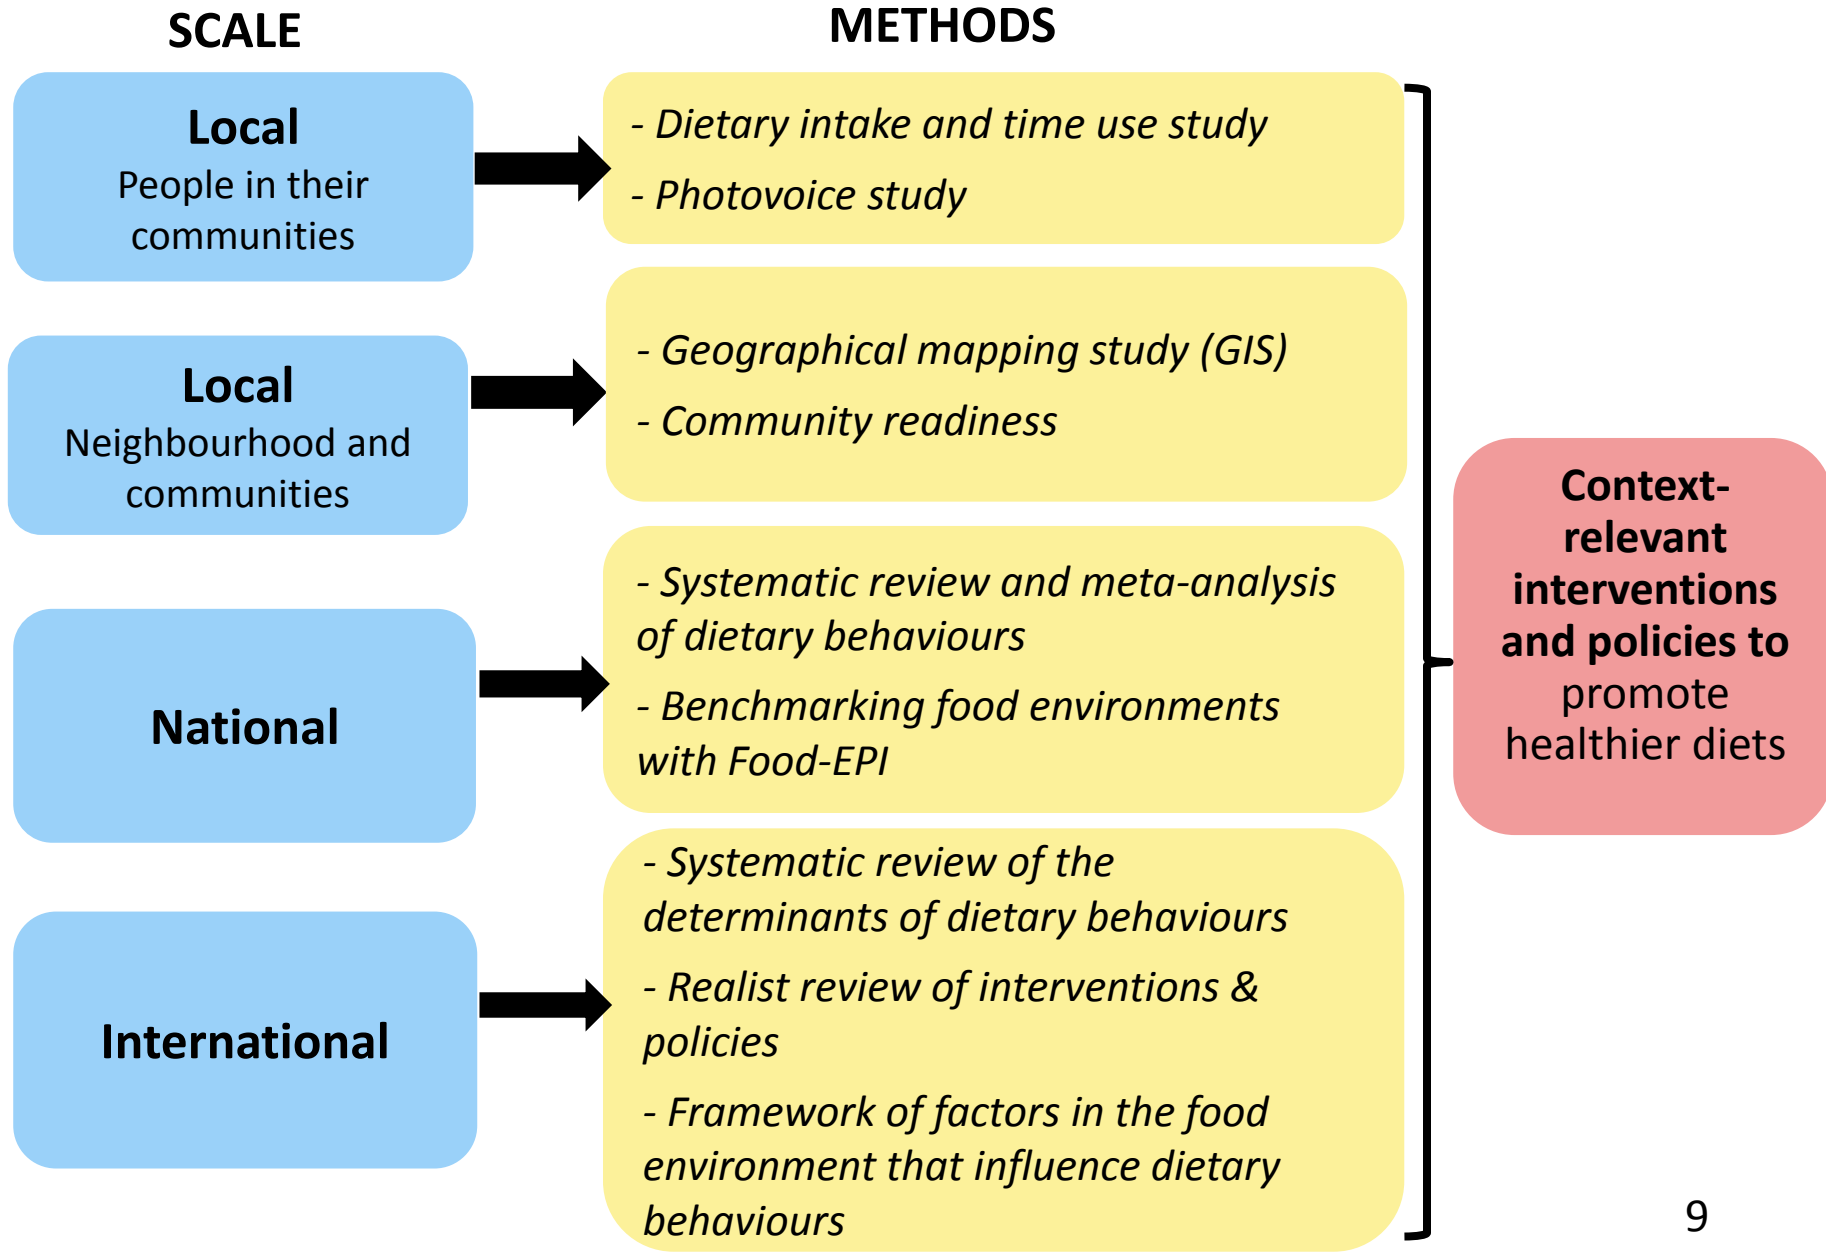 SCALE
METHODS
Local
People in their
communities
- Dietary intake and time use study
- Photovoice study
Local
Neighbourhood and
communities
- Geographical mapping study (GIS)
- Community readiness
National
- Systematic review and meta-analysis
of dietary behaviours
- Benchmarking food environments
with Food-EPI
International
- Systematic review of the
determinants of dietary behaviours
- Realist review of interventions &
policies
- Framework of factors in the food
environment that influence dietary
behaviours
Context-
relevant
interventions
and policies to
promote
healthier diets
9